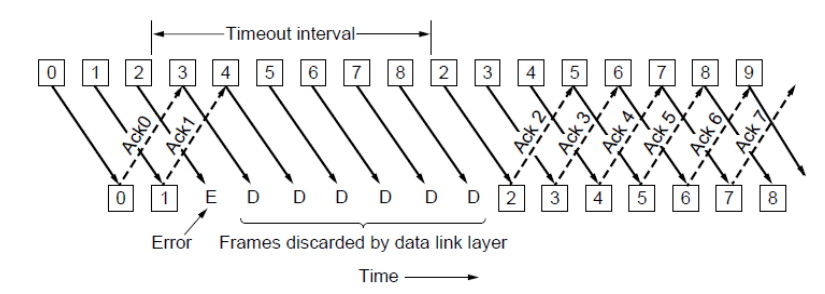 Timeout interval
0 1 2 3 4 5 6 7 8 2 3 4 5 6 7 8 9
Ack0 Ack1 Ack 2 Ack 3 Ack 4 Ack 5 Ack 6 Ack 7
0 1 E D D D D D D 2 3 4 5 6 7 8
Error Frames discarded by data link layer
Time